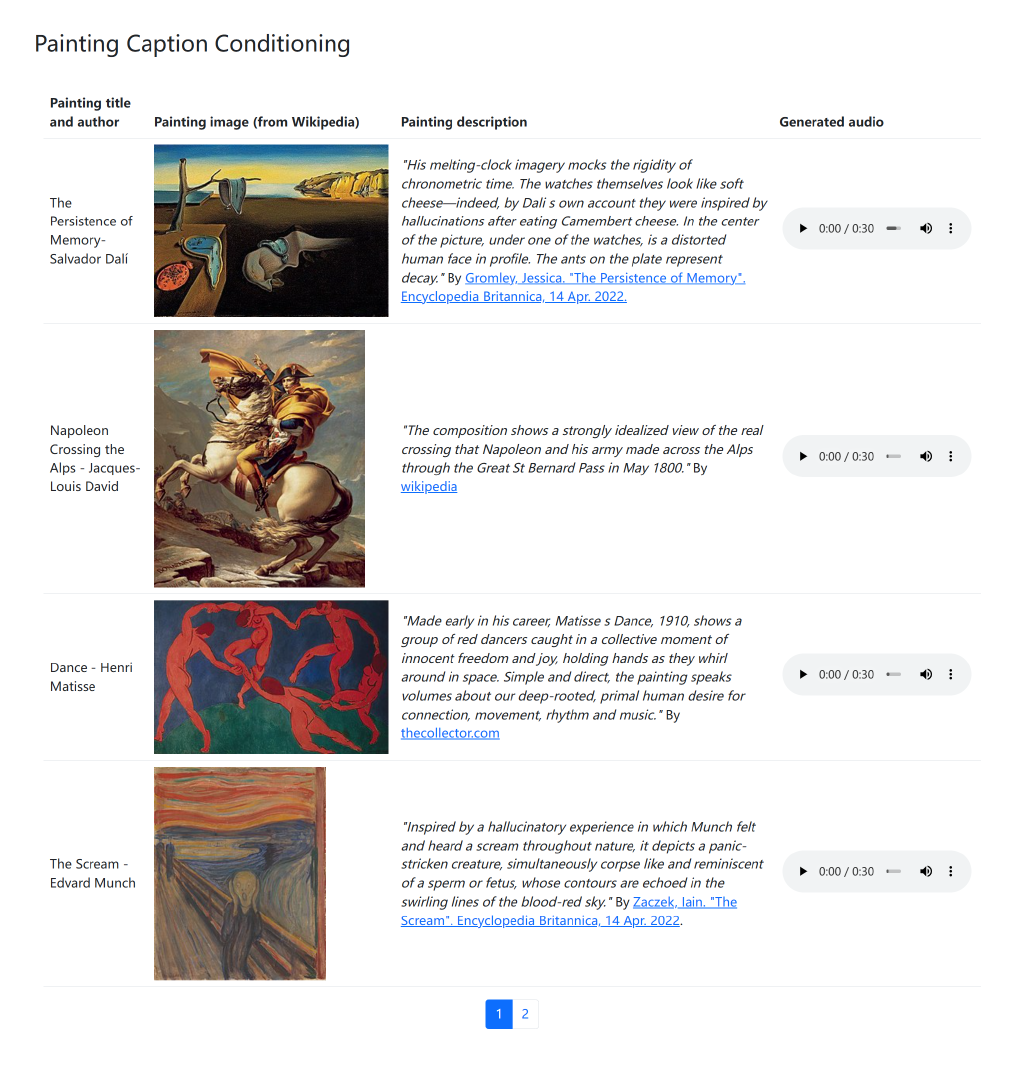 Painting Caption Conditioning
Painting title
and author
Painting image (from Wikipedia)
Painting description
Generated audio
The
Persistence of
Memory-
Salvador Dalí
"His melting-clock imagery mocks the rigidity of
chronometric time. The watches themselves look like soft
cheese—indeed, by Dali s own account they were inspired by
hallucinations after eating Camembert cheese. In the center
of the picture, under one of the watches, is a distorted
human face in profile. The ants on the plate represent
decay." By Gromley, Jessica. "The Persistence of Memory".
Encyclopedia Britannica, 14 Apr. 2022.
0:00 / 0:30
Napoleon
Crossing the
Alps - Jacques-
Louis David
"The composition shows a strongly idealized view of the real
crossing that Napoleon and his army made across the Alps
through the Great St Bernard Pass in May 1800." By
wikipedia
0:00 / 0:30
Dance - Henri
Matisse
"Made early in his career, Matisse s Dance, 1910, shows a
group of red dancers caught in a collective moment of
innocent freedom and joy, holding hands as they whirl
around in space. Simple and direct, the painting speaks
volumes about our deep-rooted, primal human desire for
connection, movement, rhythm and music." By
thecollector.com
0:00 / 0:30
The Scream -
Edvard Munch
"Inspired by a hallucinatory experience in which Munch felt
and heard a scream throughout nature, it depicts a panic-
stricken creature, simultaneously corpse like and reminiscent
of a sperm or fetus, whose contours are echoed in the
swirling lines of the blood-red sky." By Zaczek, Iain. "The
Scream". Encyclopedia Britannica, 14 Apr. 2022.
0:00 / 0:30
1 2